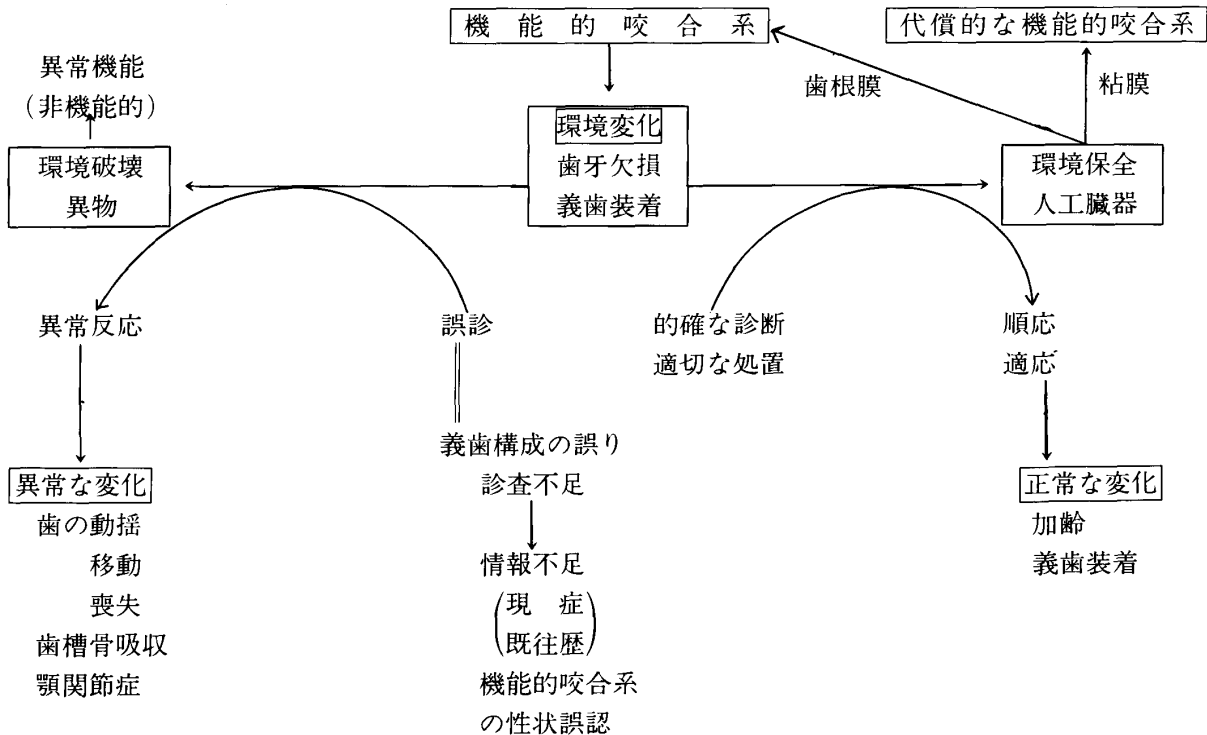 機能的咬合系
代償的な機能的咬合系
異常機能
(非機能的)
歯根膜
粘膜
環境変化
歯牙欠損
義歯装着
環境破壊
異物
環境保全
人工臓器
異常反応
誤診
的確な診断
適切な処置
順応
適応
義歯構成の誤り
診査不足
異常な変化
歯の動揺
移動
喪失
歯槽骨吸収
顎関節症
情報不足
(現 症
既往歴)
機能的咬合系
の性状誤認
正常な変化
加齢
義歯装着